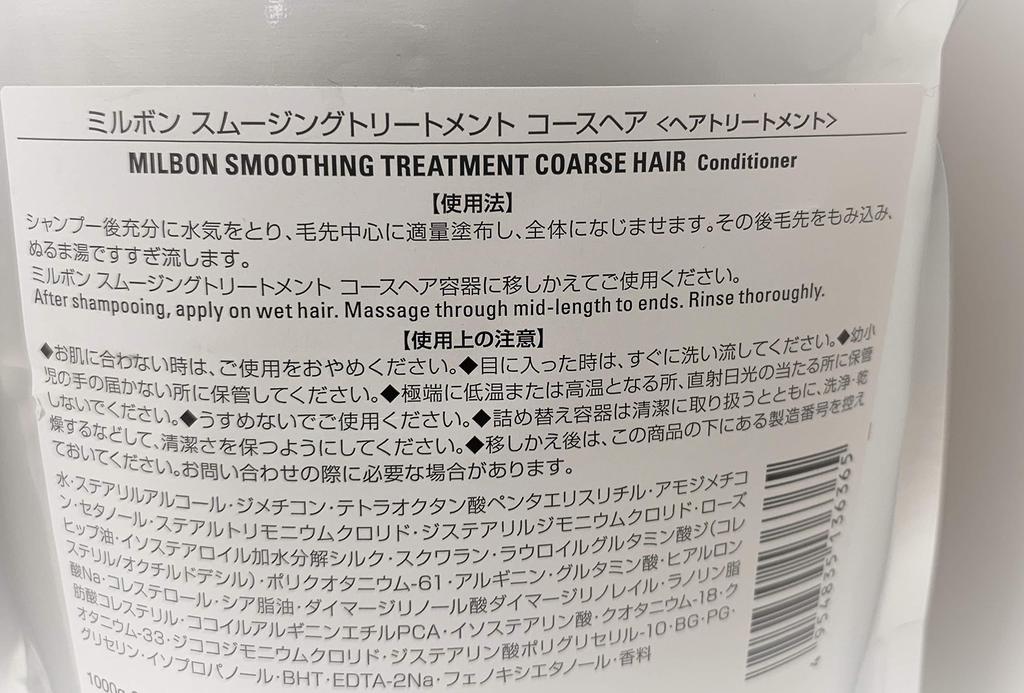 ミルボン スムージングトリートメント コースヘア <ヘアトリートメント>
MILBON SMOOTHING TREATMENT COARSE HAIR Conditioner
【使用法】
シャンプー後充分に水気をとり、毛先中心に適量塗布し、全体になじませます。その後毛先をもみ込み、
ぬるま湯ですすぎ流します。
ミルボン スムージングトリートメント コースヘア容器に移しかえてご使用ください。
After shampooing, apply on wet hair. Massage through mid-length to ends. Rinse thoroughly.
【使用上の注意】
◆お肌に合わない時は、ご使用をおやめください。◆目に入った時は、すぐに洗い流してください。◆幼小
児の手の届かない所に保管してください。◆極端に低温または高温となる所、直射日光の当たる所に保管
しないでください。◆うすめないでご使用ください。◆詰め替え容器は清潔に取り扱うとともに、洗浄・乾
燥するなどして、清潔さを保つようにしてください。◆移しかえ後は、この商品の下にある製造番号を控え
ておいてください。お問い合わせの際に必要な場合があります。
水・ステアリルアルコール・ジメチコン・テトラオクタン酸ペンタエリスリチル・アモジメチコ
ン・セタノール・ステアルトリモニウムクロリド・ジステアリルジモニウムクロリド・ローズ
ヒップ油・イソステアロイル加水分解シルク・スクワラン・ラウロイルグルタミン酸ジ(コレ
ステリル/オクチルドデシル)・ポリクオタニウム-61・アルギニン・グルタミン酸・ヒアルロン
酸Na・コレステロール・シア脂油・ダイマージリノール酸ダイマージリノレイル・ラノリン脂
肪酸コレステリル・ココイルアルギニンエチルPCA・イソステアリン酸・クオタニウム-18・ク
オタニウム-33・ジココジモニウムクロリド・ジステアリン酸ポリグリセリル-10・BG・PG・
グリセリン・イソプロパノール・BHT・EDTA-2Na・フェノキシエタノール・香料
1000g
4 954835 136365